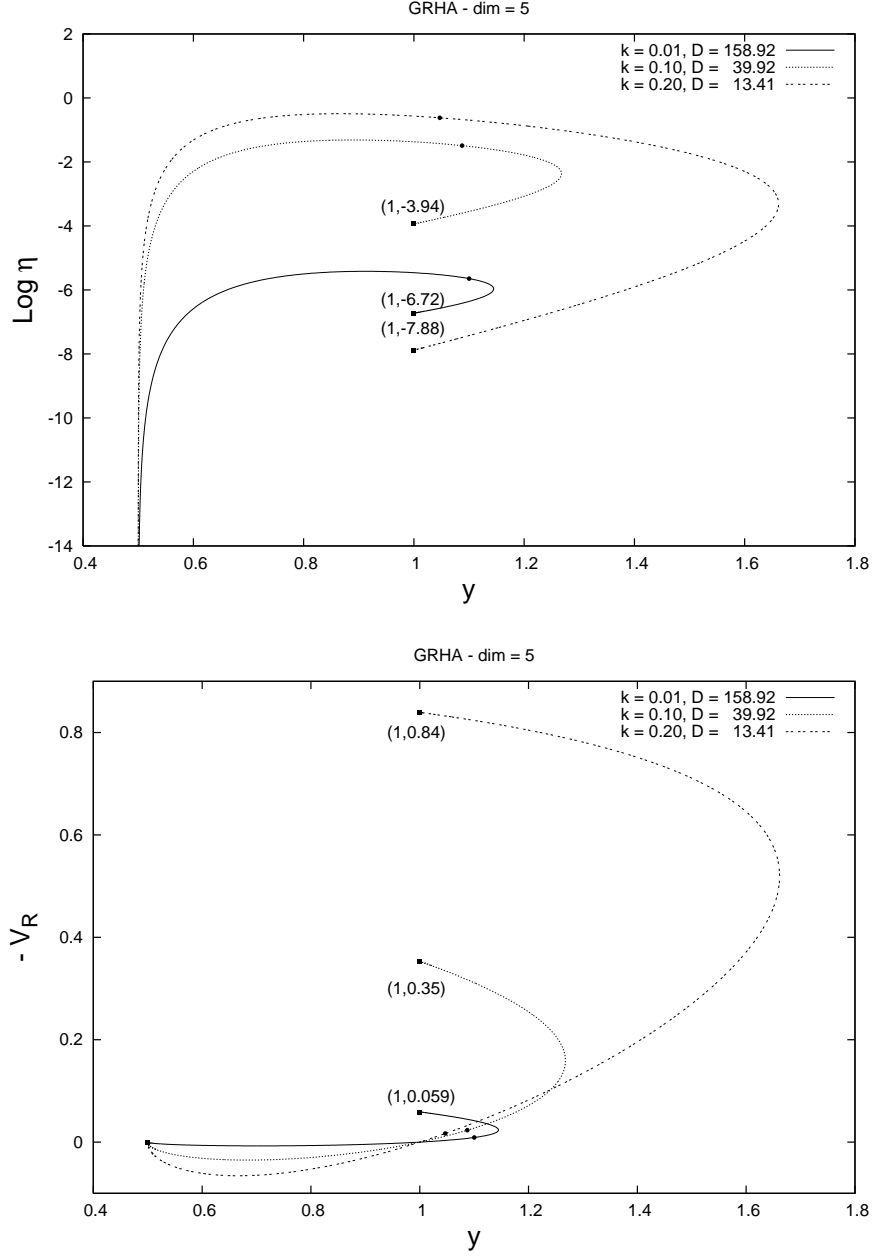 GRHA - dim = 5
k = 0.01, D = 158.92
k = 0.10, D = 39.92
k = 0.20, D = 13.41
2
0
-2
-4
-6
-8
-10
-12
-14
Log η
(1,-3.94)
(1,-6.72)
(1,-7.88)
0.4 0.6 0.8 1 1.2 1.4 1.6 1.8
y
GRHA - dim = 5
k = 0.01, D = 158.92
k = 0.10, D = 39.92
k = 0.20, D = 13.41
0.8
0.6
0.4
0.2
0
- V_R
(1,0.84)
(1,0.35)
(1,0.059)
0.4 0.6 0.8 1 1.2 1.4 1.6 1.8
y